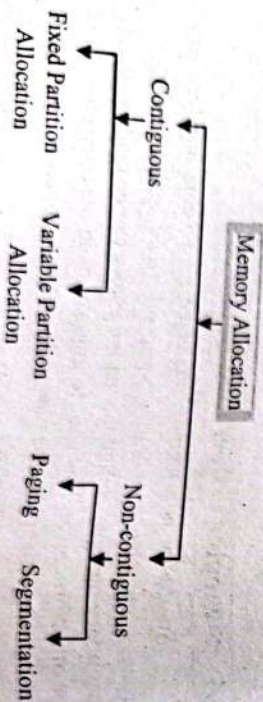 Memory Allocation
Contiguous
Non-contiguous
Fixed Partition
Allocation
Variable Partition
Allocation
Paging
Segmentation